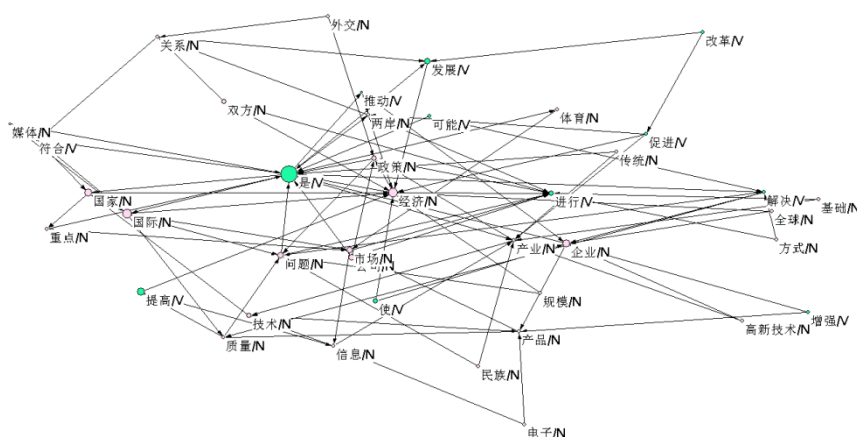 外交/N
关系/N
改革/V
发展/V
推动/V
双方/N
两岸/N
可能/V
体育/N
媒体/N
符合/V
促进/V
政策/N
传统/N
是/V
国家/N
经济/N
进行/V
解决/V
基础/N
国际/N
全球/N
重点/N
方式/N
问题/N
市场/N
公司/N
产业/N
企业/N
提高/V
使/V
规模/N
技术/N
增强/V
高新技术/N
质量/N
信息/N
产品/N
民族/N
电子/N